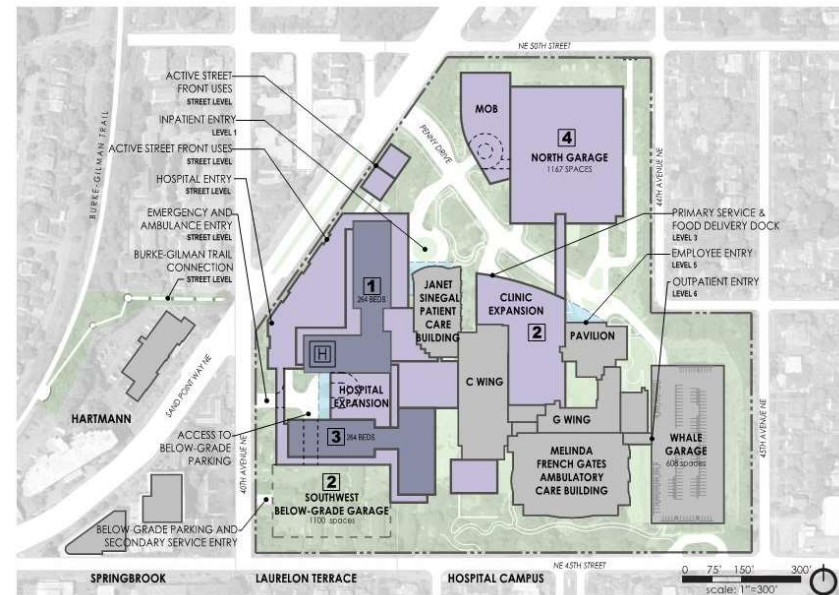 NE 50TH STREET
ACTIVE STREET
FRONT USES
STREET LEVEL
INPATIENT ENTRY
LEVEL 1
ACTIVE STREET FRONT USES
STREET LEVEL
HOSPITAL ENTRY
STREET LEVEL
EMERGENCY AND
AMBULANCE ENTRY
STREET LEVEL
BURKE-GILMAN TRAIL
CONNECTION
STREET LEVEL
BURKE-GILMAN TRAIL
PENNY DRIVE
MOB
4
NORTH GARAGE
1167 SPACES
44TH AVENUE NE
PRIMARY SERVICE &
FOOD DELIVERY DOCK
LEVEL 3
EMPLOYEE ENTRY
LEVEL 5
OUTPATIENT ENTRY
LEVEL 6
1
264 BEDS
JANET
SINEGAL
PATIENT
CARE
BUILDING
CLINIC
EXPANSION
2
PAVILION
H
HOSPITAL
EXPANSION
C WING
G WING
3
264 BEDS
MELINDA
FRENCH GATES
AMBULATORY
CARE BUILDING
WHALE
GARAGE
608 spaces
45TH AVENUE NE
HARTMANN
SAND POINT WAY NE
ACCESS TO
BELOW-GRADE
PARKING
40TH AVENUE NE
2
SOUTHWEST
BELOW-GRADE GARAGE
1100 spaces
BELOW-GRADE PARKING AND
SECONDARY SERVICE ENTRY
NE 45TH STREET
SPRINGBROOK
LAURELON TERRACE
HOSPITAL CAMPUS
0 75' 150' 300'
scale: 1"=300'